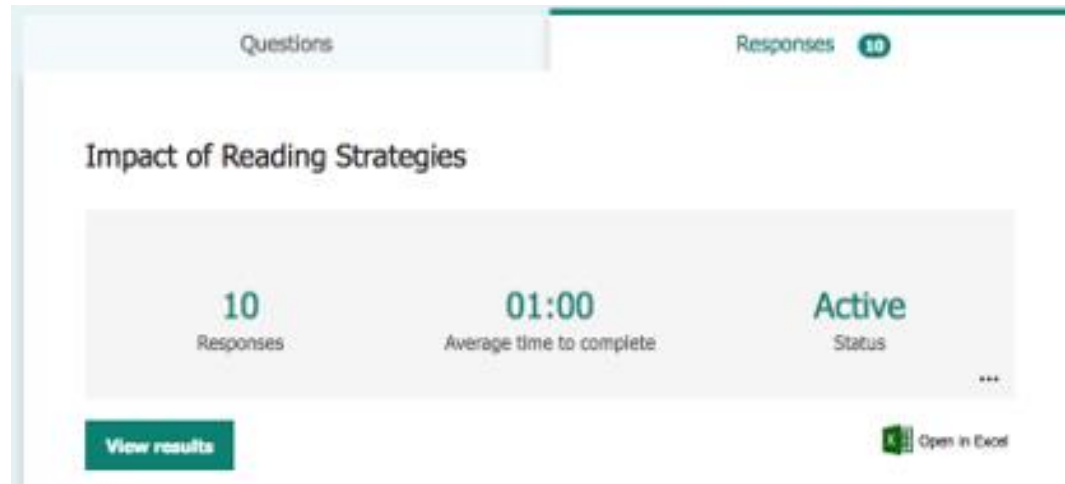 Questions
Responses 10
Impact of Reading Strategies
10 01:00 Active
Responses Average time to complete Status
...
View results Open in Excel